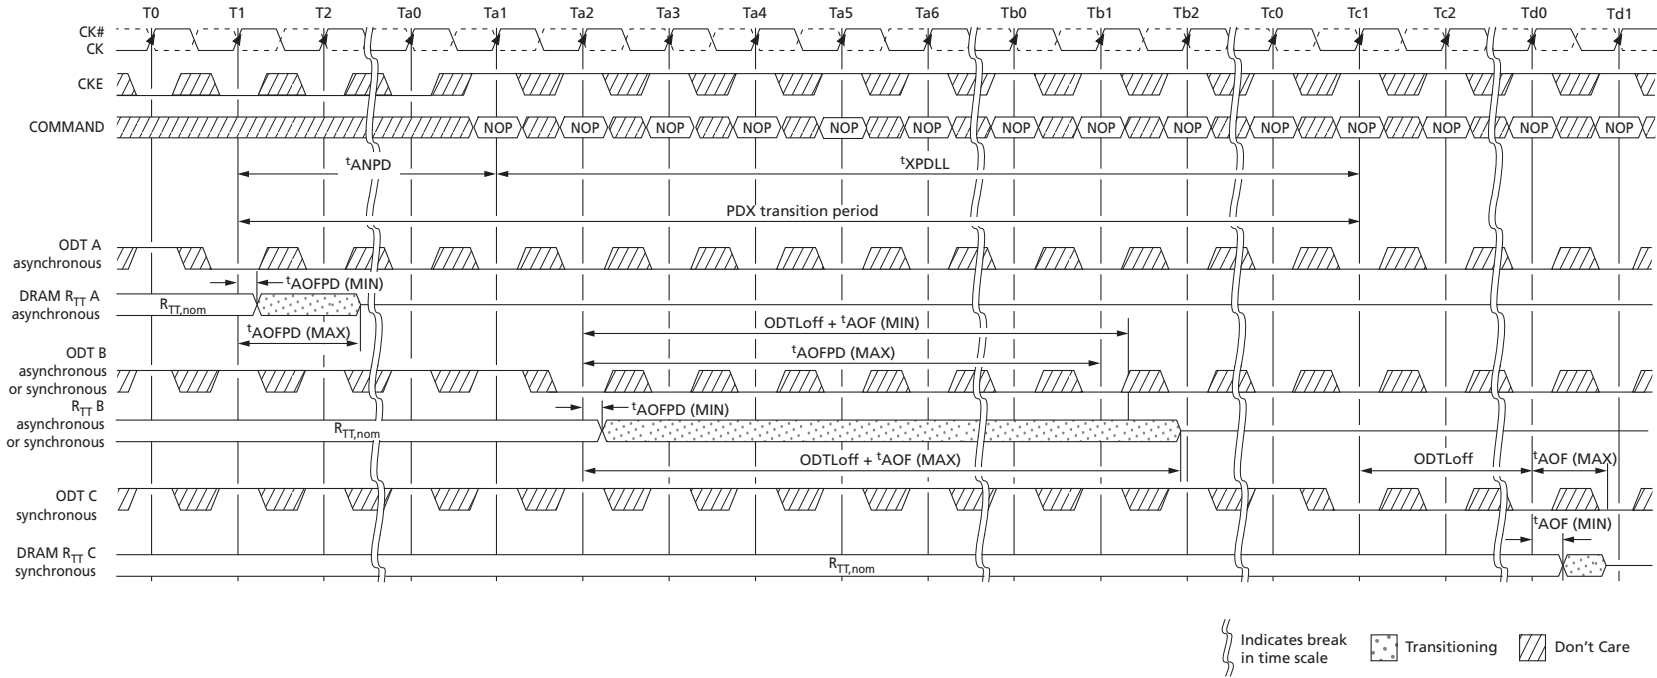 T0 T1 T2 Ta0 Ta1 Ta2 Ta3 Ta4 Ta5 Ta6 Tb0 Tb1 Tb2 Tc0 Tc1 Tc2 Td0 Td1
CK#
CK
CKE
COMMAND NOP NOP NOP NOP NOP NOP NOP NOP NOP NOP NOP NOP NOP NOP
tANPD tXPDLL
PDX transition period
ODT A
asynchronous
tAOFPD (MIN)
DRAM RTT A
asynchronous
RTT,nom
tAOFPD (MAX)
ODTLoff + tAOF (MIN)
tAOFPD (MAX)
ODT B
asynchronous
or synchronous
tAOFPD (MIN)
RTT B
asynchronous
or synchronous
RTT,nom
ODTLoff + tAOF (MAX) ODTLoff tAOF (MAX)
ODT C
synchronous
tAOF (MIN)
DRAM RTT C
synchronous
RTT,nom
Indicates break
in time scale
Transitioning Don't Care